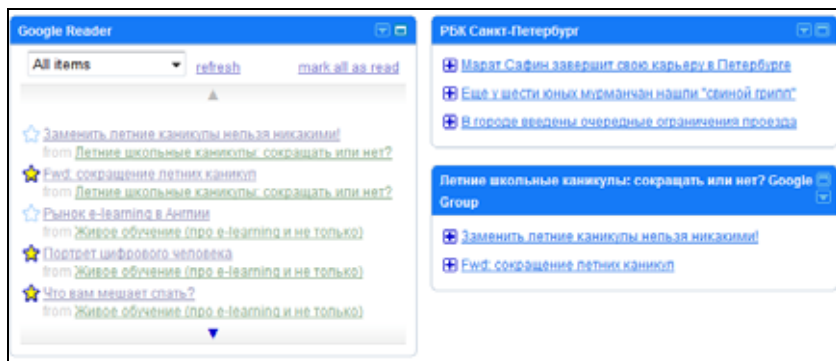 Google Reader
All items
refresh
mark all as read
Заменить летние каникулы нельзя никакими!
from Летние школьные каникулы: сокращать или нет?
Fwd: сокращение летних каникул
from Летние школьные каникулы: сокращать или нет?
Рынок e-learning в Англии
from Живое обучение (про e-learning и не только)
Портрет цифрового человека
from Живое обучение (про e-learning и не только)
Что вам мешает спать?
from Живое обучение (про e-learning и не только)
РБК Санкт-Петербург
Марат Сафин завершит свою карьеру в Петербурге
Еще у шести юных мурманчан нашли "свиной грипп"
В городе введены очередные ограничения проезда
Летние школьные каникулы: сокращать или нет? Google
Group
Заменить летние каникулы нельзя никакими!
Fwd: сокращение летних каникул